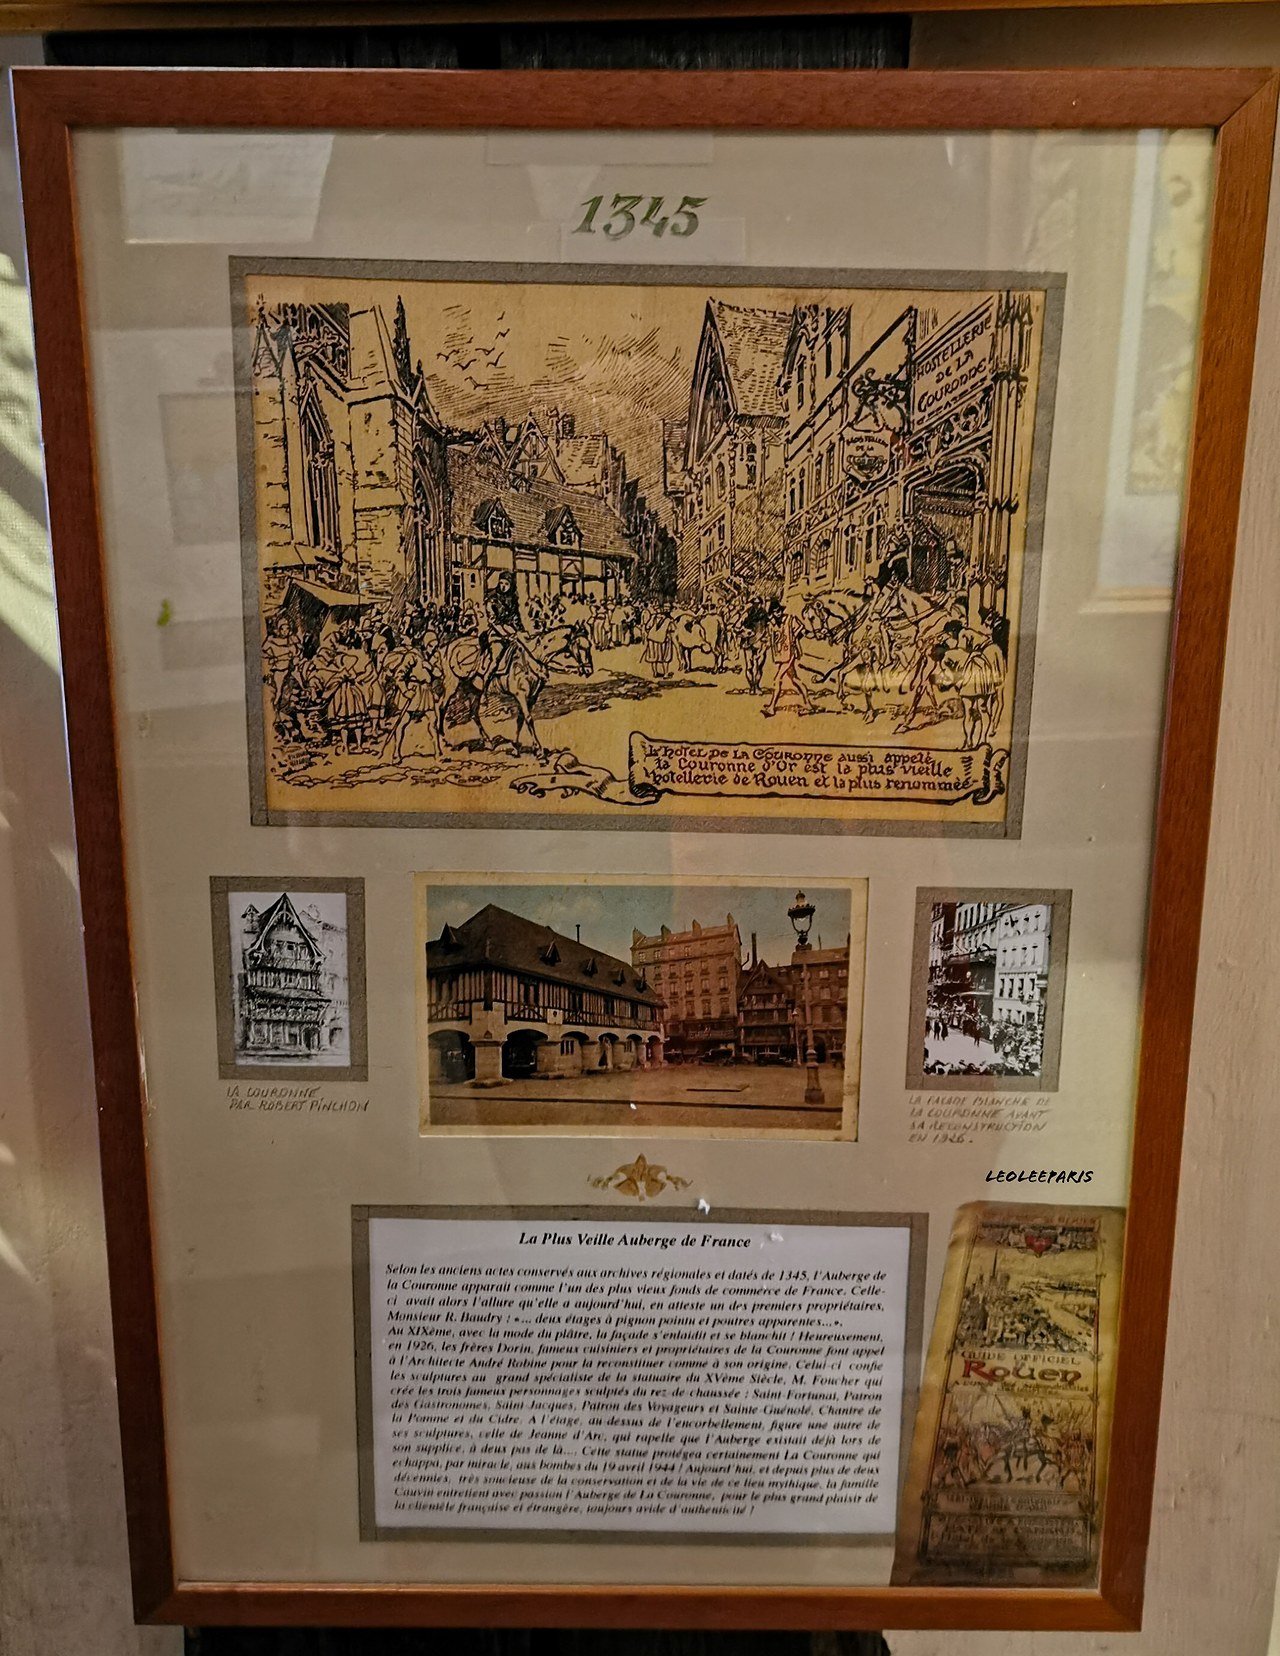 1345
HOSTELLERIE
DE LA
COURONNE
HOSTELLERIE
DE LA
L'hotel de la Couronne aussi appelé
la Couronne d'Or est la plus vieille
hotellerie de Rouen et la plus renommée
LA COURONNE
PAR ROBERT PINCHON
LA FAÇADE BLANCHE DE
LA COURONNE AVANT
SA RECONSTRUCTION
EN 1926.
LEOLEEPARIS
La Plus Veille Auberge de France
Selon les anciens actes conservés aux archives régionales et datés de 1345, l'Auberge de
la Couronne apparait comme l'un des plus vieux fonds de commerce de France. Celle-
ci avait alors l'allure qu'elle a aujourd'hui, en atteste un des premiers propriétaires,
Monsieur R. Baudry : «... deux étages à pignon pointu et poutres apparentes...».
Au XIXème, avec la mode du plâtre, la façade s'enlaidit et se blanchit ! Heureusement,
en 1926, les frères Dorin, fameux cuisiniers et propriétaires de la Couronne font appel
à l'Architecte André Robine pour la reconstituer comme à son origine. Celui-ci confie
les sculptures au grand spécialiste de la statuaire du XVème Siècle, M. Foucher qui
crée les trois fameux personnages sculptés du rez-de-chaussée : Saint-Fortunat, Patron
des Gastronomes, Saint-Jacques, Patron des Voyageurs et Sainte-Guénolé, Chantre de
la Pomme et du Cidre. A l'étage, au-dessus de l'encorbellement, figure une autre de
ses sculptures, celle de Jeanne d'Arc, qui rapelle que l'Auberge existait déjà lors de
son supplice, à deux pas de là.... Cette statue protégea certainement La Couronne qui
echappa, par miracle, aux bombes du 19 avril 1944 ! Aujourd'hui, et depuis plus de deux
décennies, très soucieuse de la conservation et de la vie de ce lieu mythique, la famille
Cauvin entretient avec passion l'Auberge de La Couronne, pour le plus grand plaisir de
la clientèle française et étrangère, toujours avide d'authenticité !
GUIDE OFFICIEL
Rouen